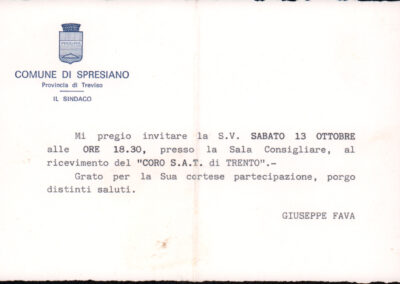 COMUNE DI SPRESIANO
Provincia di Treviso
IL SINDACO
Mi pregio invitare la S.V. SABATO 13 OTTOBRE
alle ORE 18.30, presso la Sala Consigliare, al
ricevimento del "CORO S.A.T. di TRENTO".-
Grato per la Sua cortese partecipazione, porgo
distinti saluti.
GIUSEPPE FAVA